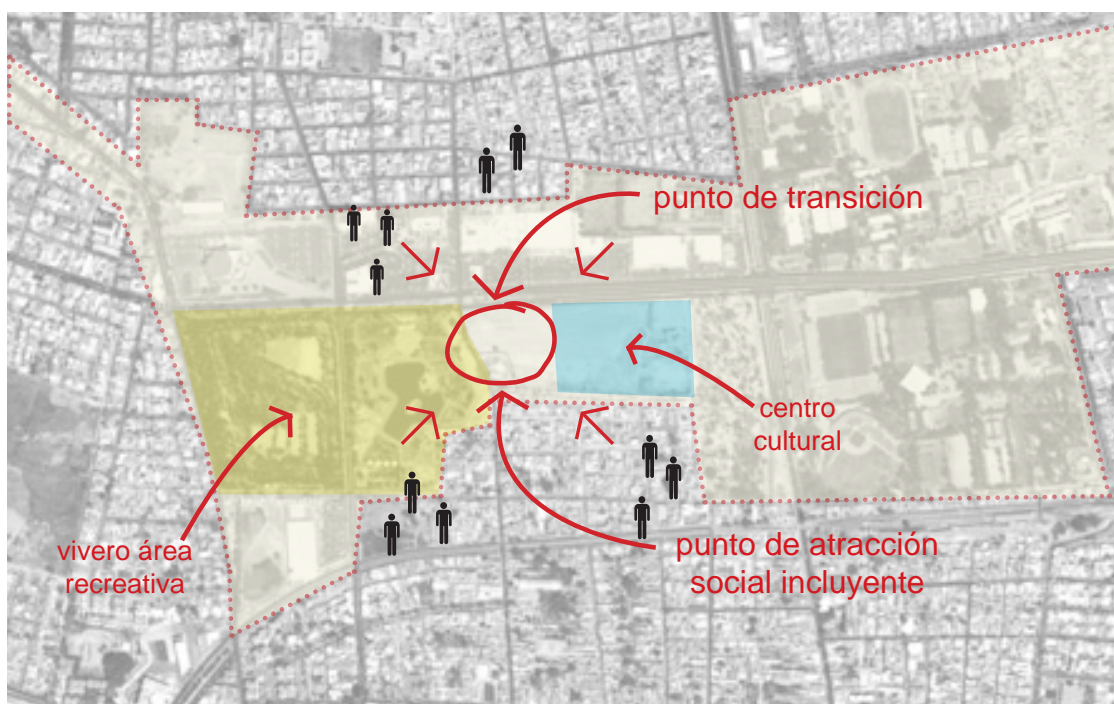 punto de transición
centro
cultural
vivero área
recreativa
punto de atracción
social incluyente